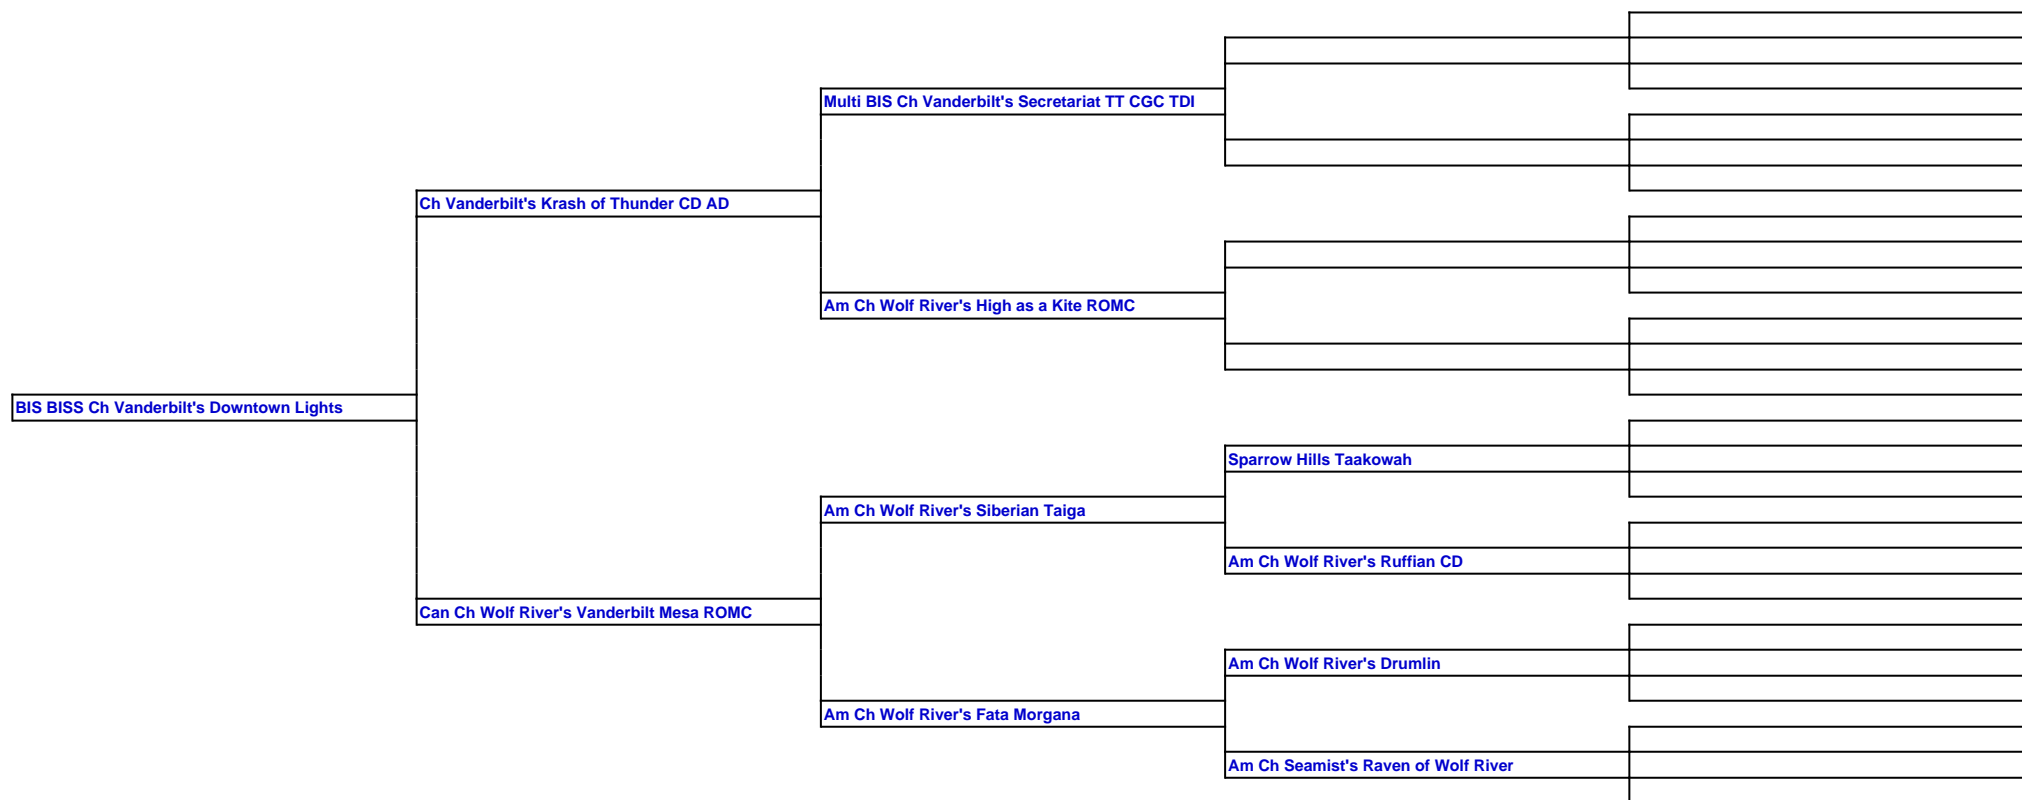 Multi BIS Ch Vanderbilt's Secretariat TT CGC TDI
Ch Vanderbilt's Krash of Thunder CD AD
Am Ch Wolf River's High as a Kite ROMC
BIS BISS Ch Vanderbilt's Downtown Lights
Sparrow Hills Taakowah
Am Ch Wolf River's Siberian Taiga
Am Ch Wolf River's Ruffian CD
Can Ch Wolf River's Vanderbilt Mesa ROMC
Am Ch Wolf River's Drumlin
Am Ch Wolf River's Fata Morgana
Am Ch Seamist's Raven of Wolf River